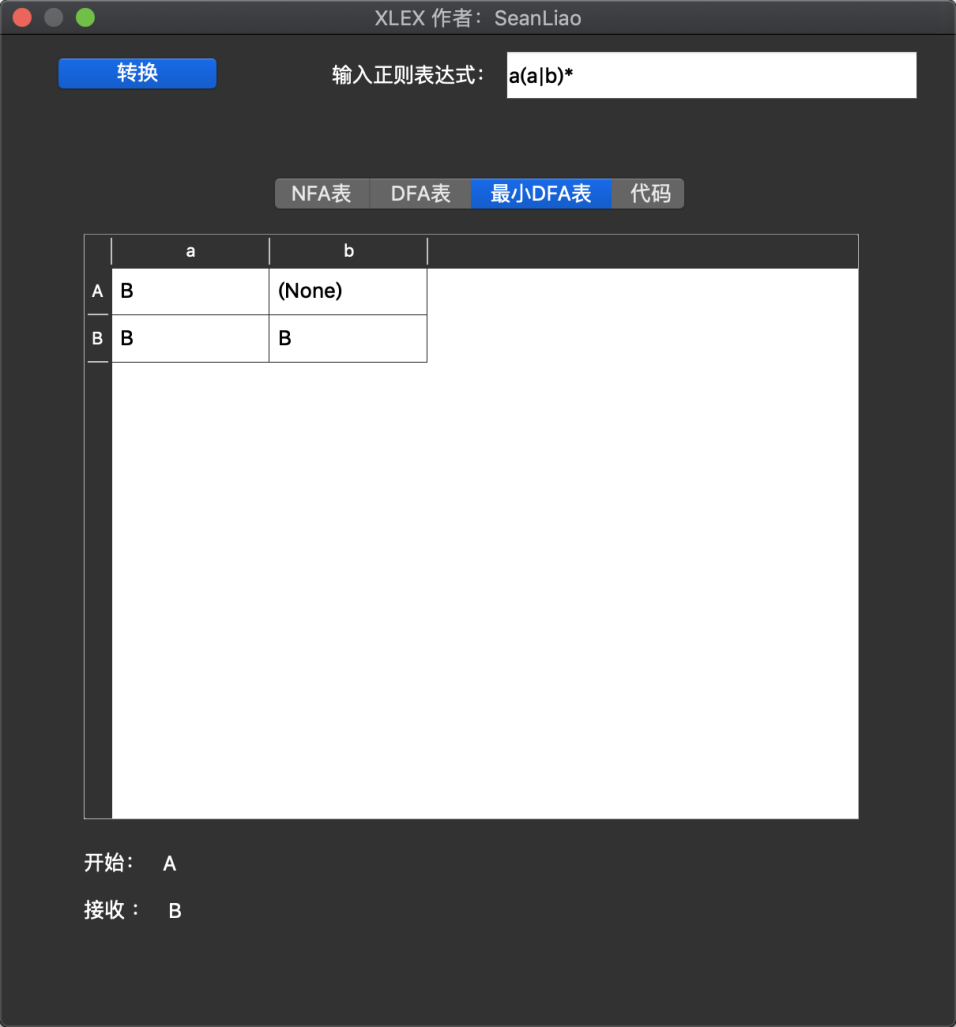 XLEX 作者：SeanLiao
转换 输入正则表达式： a(a|b)*
NFA表 DFA表 最小DFA表 代码
a b
A B (None)
B B B
开始： A
接收： B